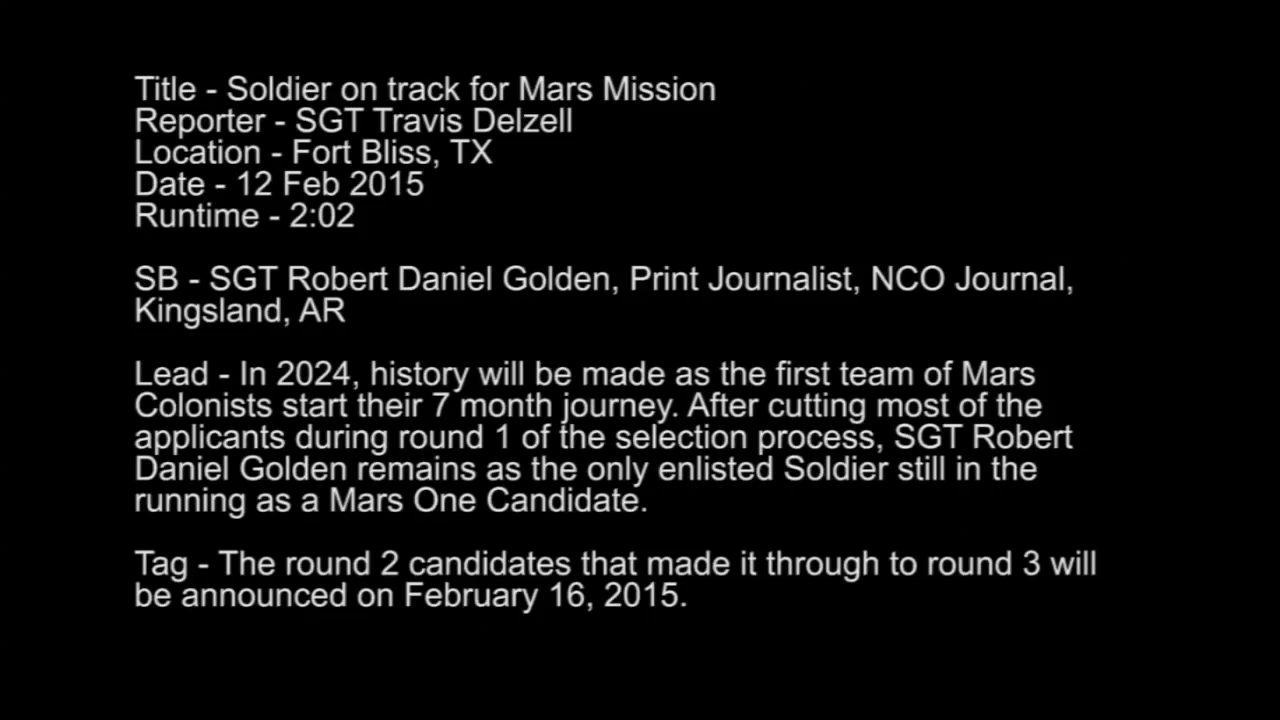 Title - Soldier on track for Mars Mission
Reporter - SGT Travis Delzell
Location - Fort Bliss, TX
Date - 12 Feb 2015
Runtime - 2:02
SB - SGT Robert Daniel Golden, Print Journalist, NCO Journal,
Kingsland, AR
Lead - In 2024, history will be made as the first team of Mars
Colonists start their 7 month journey. After cutting most of the
applicants during round 1 of the selection process, SGT Robert
Daniel Golden remains as the only enlisted Soldier still in the
running as a Mars One Candidate.
Tag - The round 2 candidates that made it through to round 3 will
be announced on February 16, 2015.